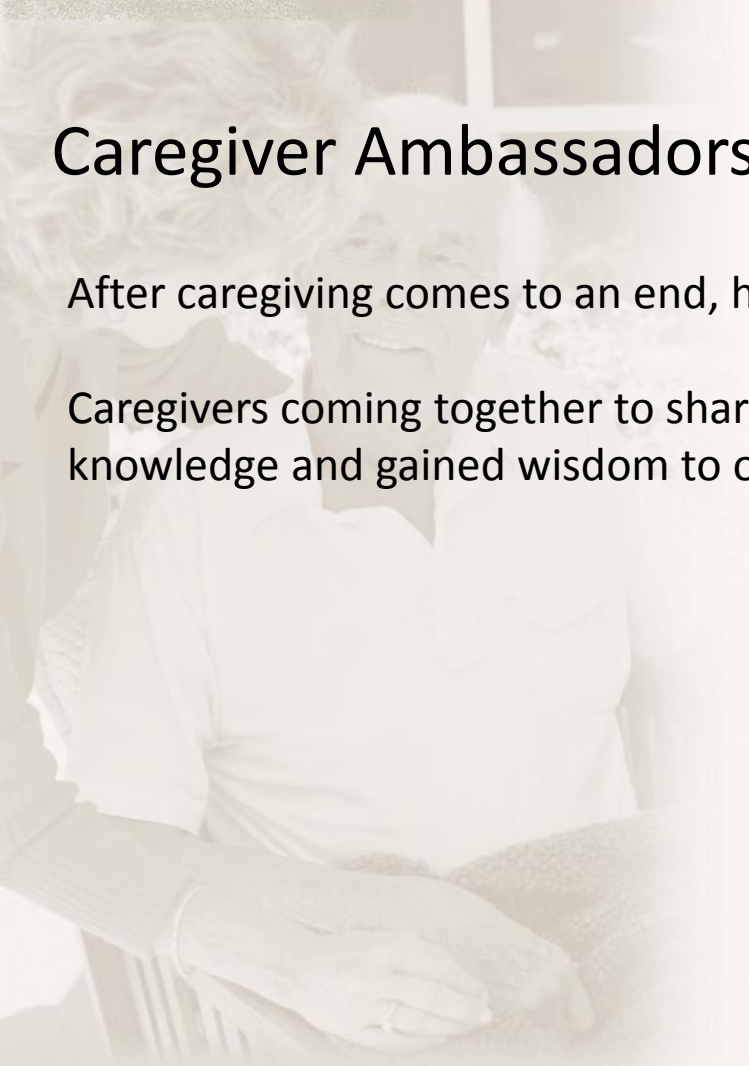 Caregiver Ambassadors
After caregiving comes to an end, h
Caregivers coming together to shar
knowledge and gained wisdom to o